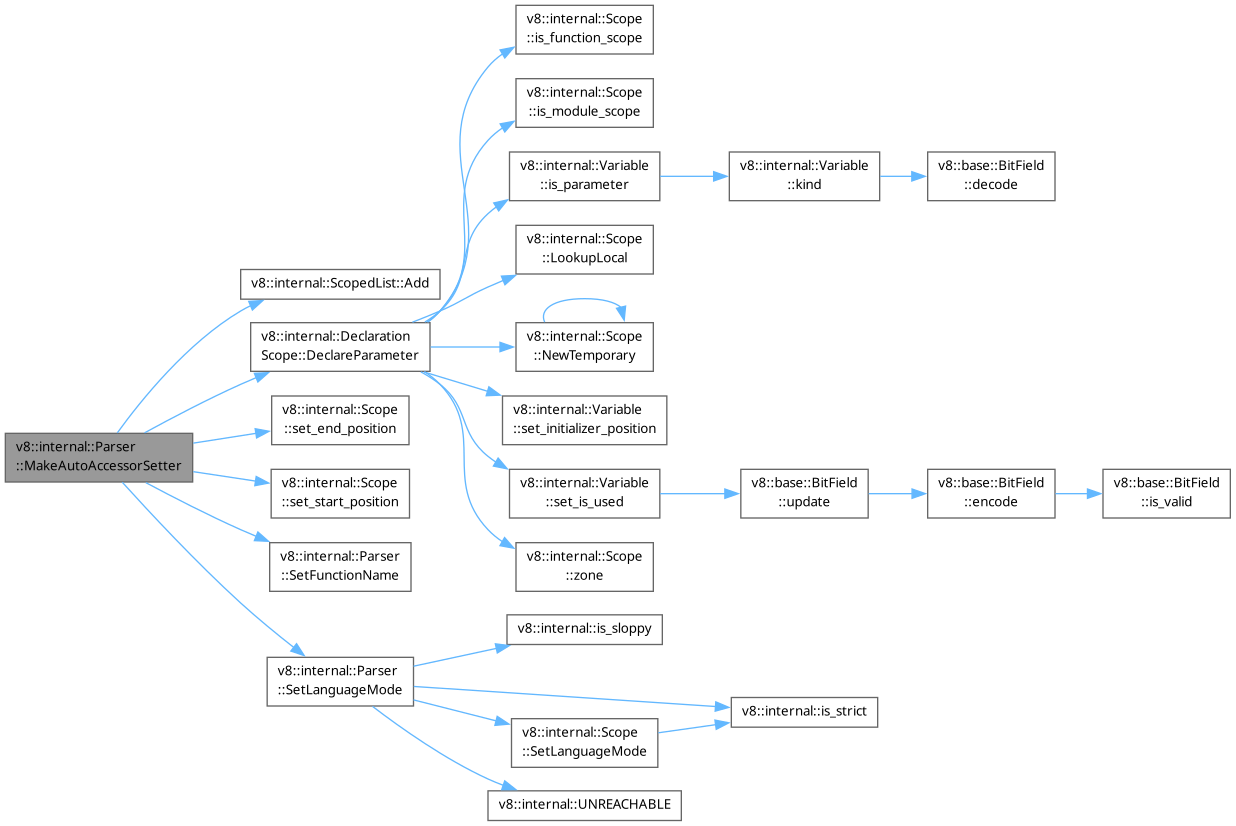 v8::internal::Scope
::is_function_scope
v8::internal::Scope
::is_module_scope
v8::internal::Variable
::is_parameter
v8::internal::Variable
::kind
v8::base::BitField
::decode
v8::internal::Scope
::LookupLocal
v8::internal::ScopedList::Add
v8::internal::Declaration
Scope::DeclareParameter
v8::internal::Scope
::NewTemporary
v8::internal::Scope
::set_end_position
v8::internal::Variable
::set_initializer_position
v8::internal::Parser
::MakeAutoAccessorSetter
v8::internal::Scope
::set_start_position
v8::internal::Variable
::set_is_used
v8::base::BitField
::update
v8::base::BitField
::encode
v8::base::BitField
::is_valid
v8::internal::Parser
::SetFunctionName
v8::internal::Scope
::zone
v8::internal::is_sloppy
v8::internal::Parser
::SetLanguageMode
v8::internal::is_strict
v8::internal::Scope
::SetLanguageMode
v8::internal::UNREACHABLE